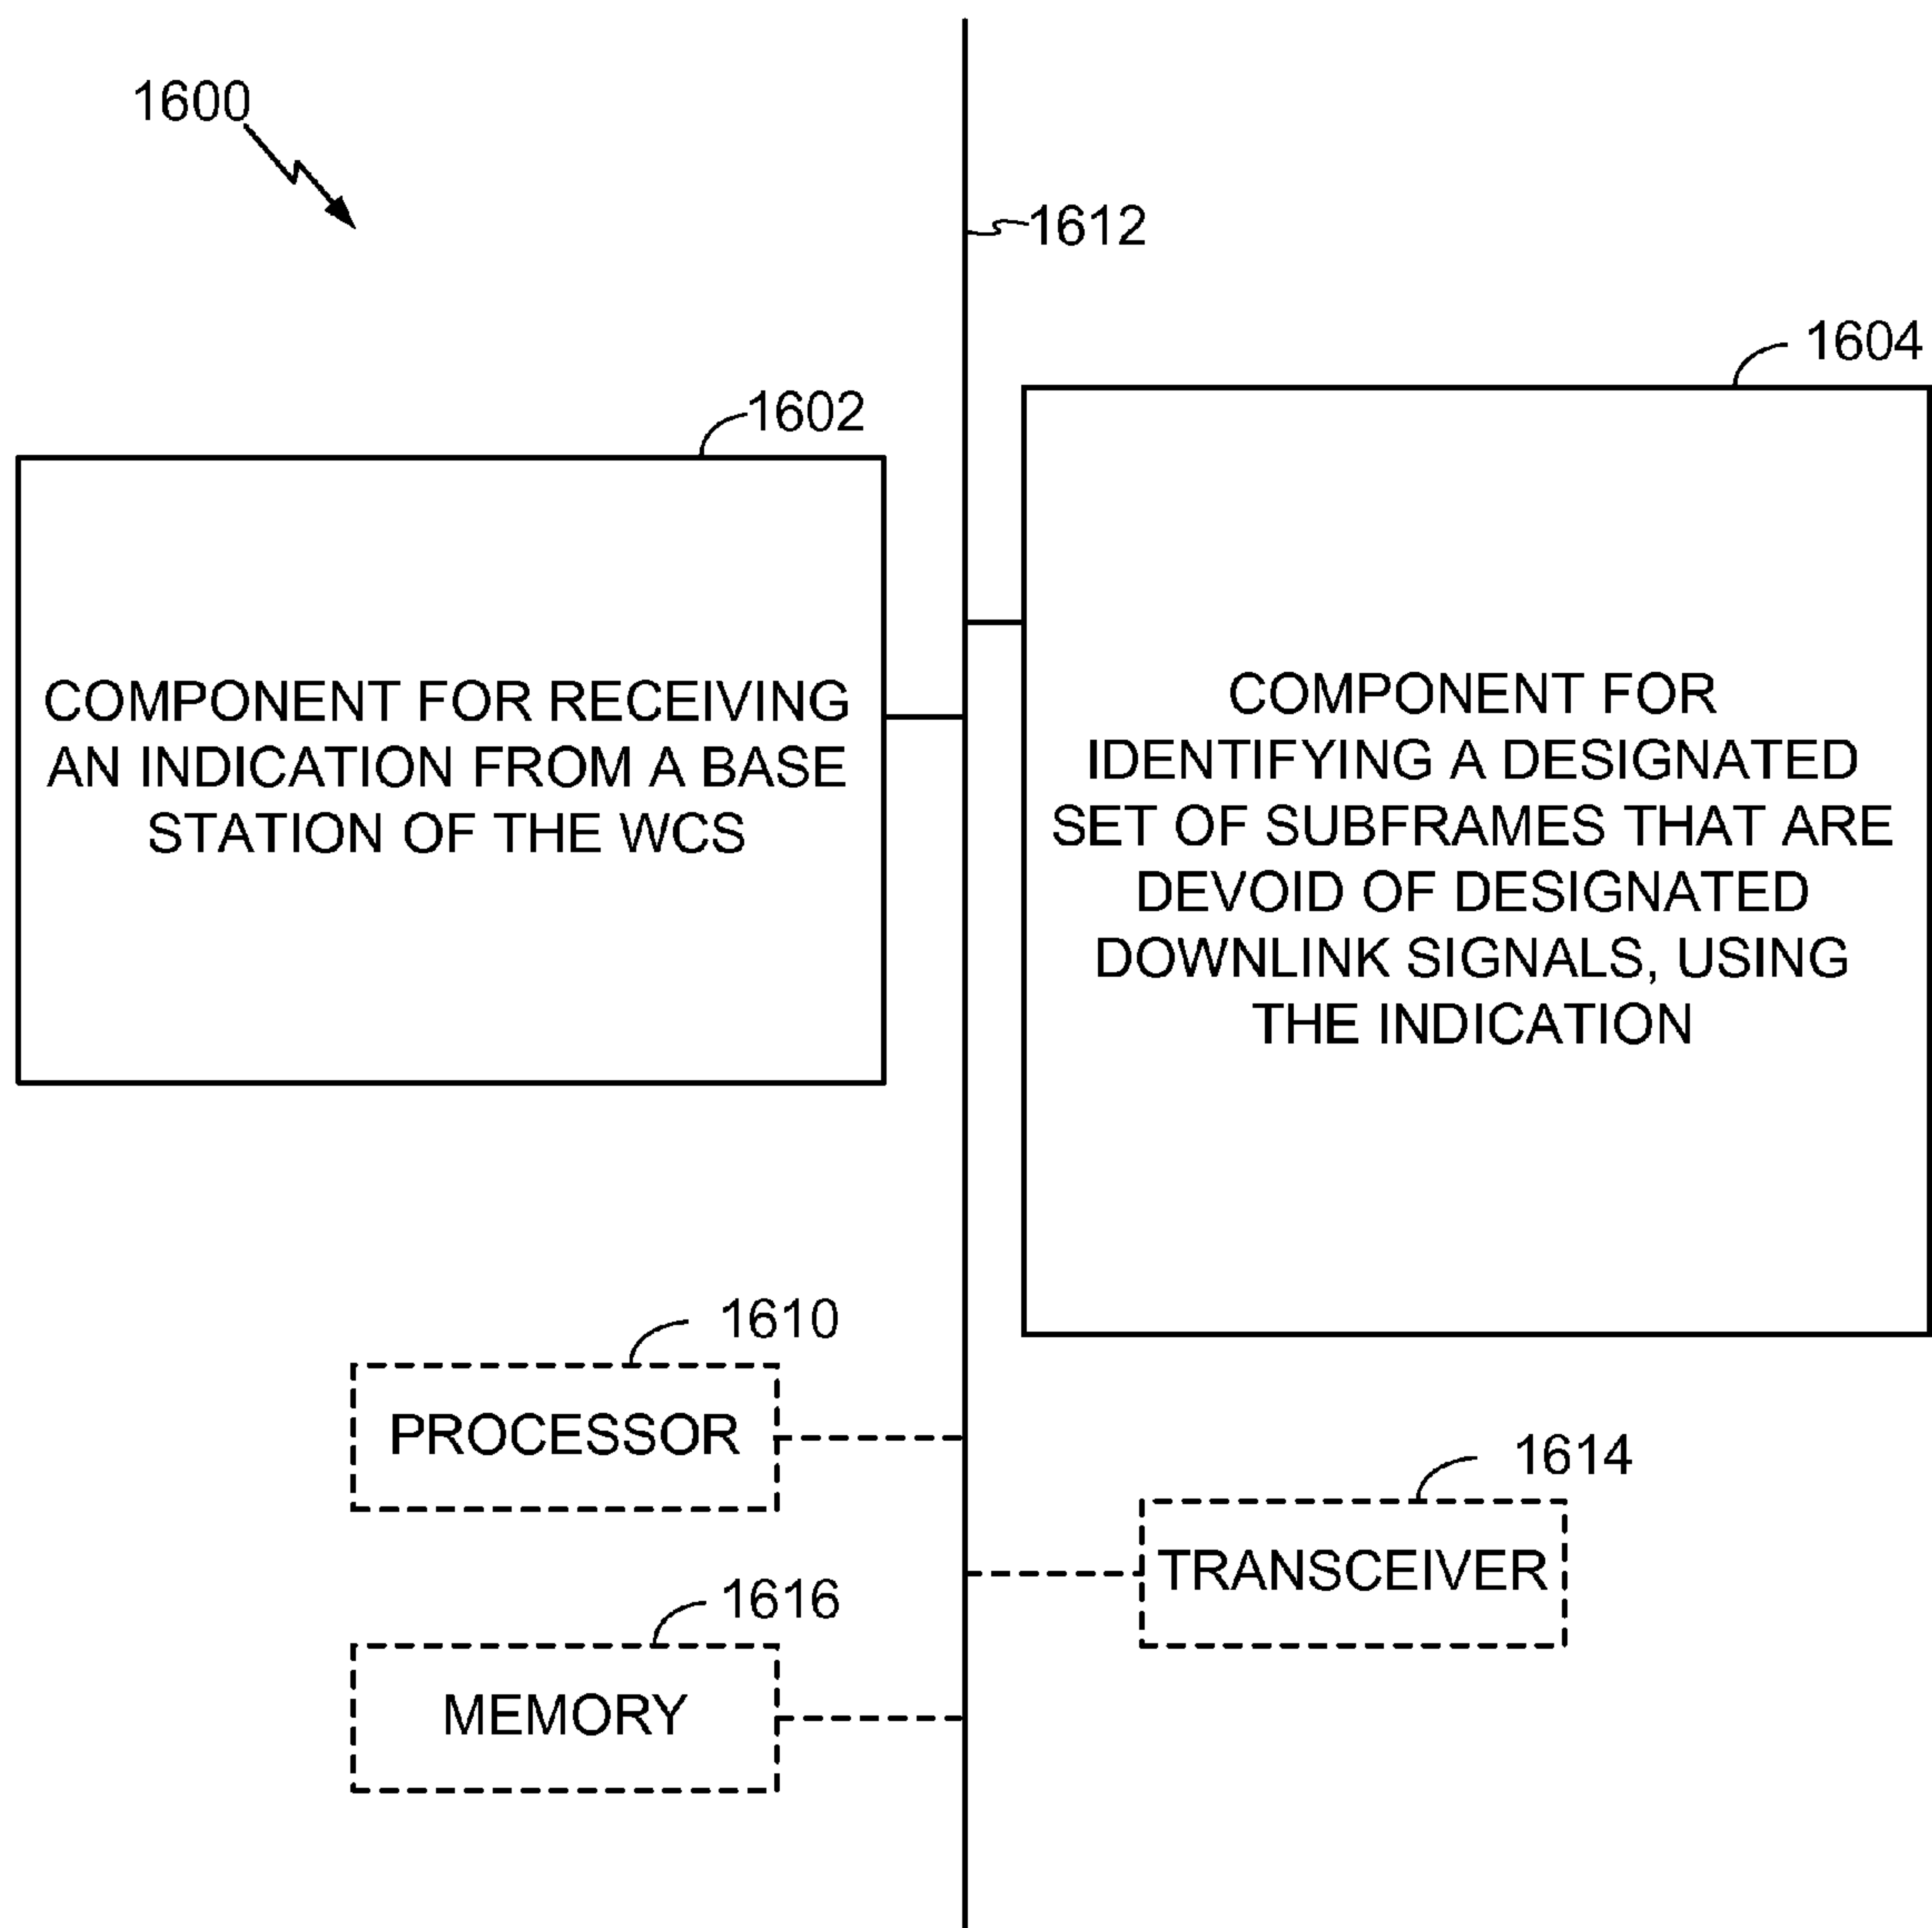 1600
1612
1604
1602
COMPONENT FOR RECEIVING
AN INDICATION FROM A BASE
STATION OF THE WCS
COMPONENT FOR
IDENTIFYING A DESIGNATED
SET OF SUBFRAMES THAT ARE
DEVOID OF DESIGNATED
DOWNLINK SIGNALS, USING
THE INDICATION
1610
PROCESSOR
1614
TRANSCEIVER
1616
MEMORY